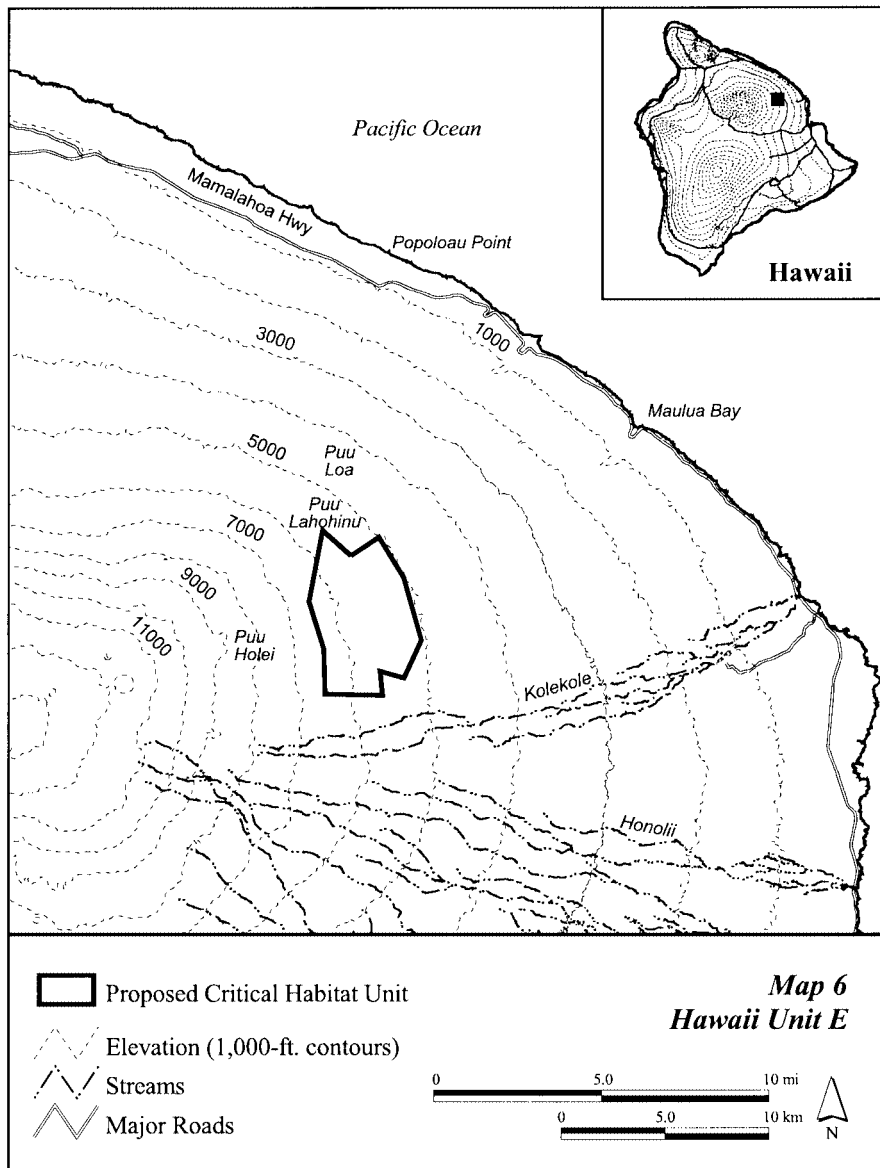 Pacific Ocean
Hawaii
Mamalahoa Hwy
Popoloau Point
1000
3000
Maulua Bay
5000
Puu
Loa
Puu
Lahohinu
7000
9000
11000
Puu
Holei
Kolekole
Honolii
Proposed Critical Habitat Unit
Elevation (1,000-ft. contours)
Streams
Major Roads
Map 6
Hawaii Unit E
0 5.0 10 mi
0 5.0 10 km
N